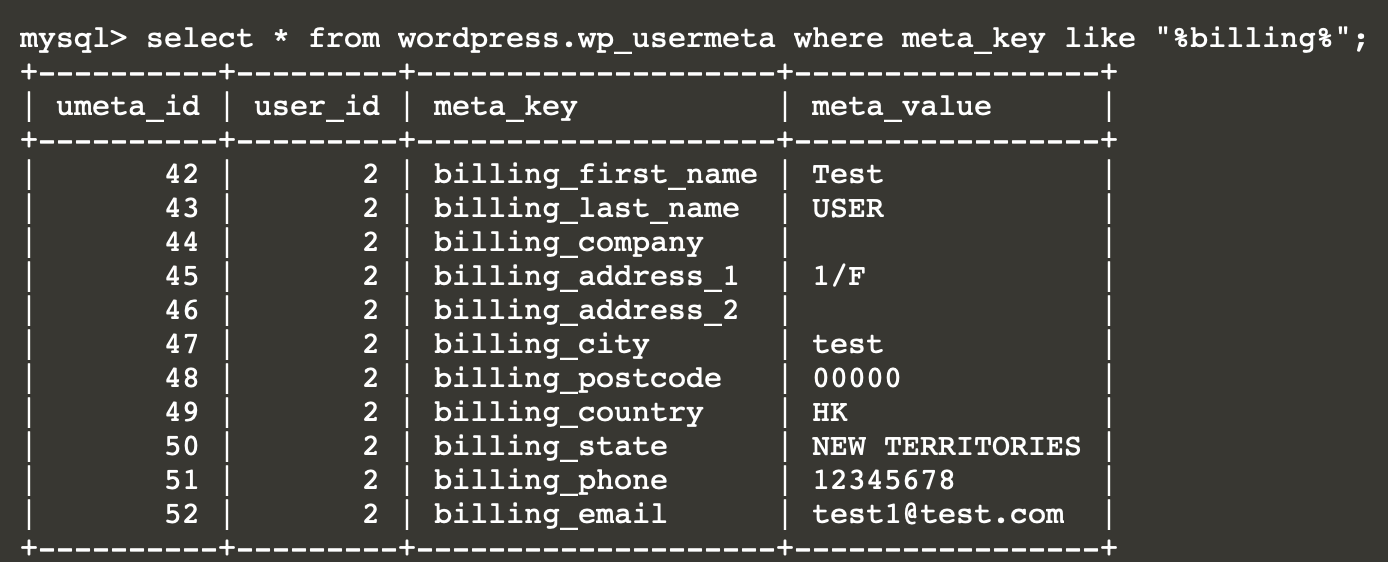 mysql> select * from wordpress.wp_usermeta where meta_key like "%billing%";
+----------+---------+--------------------+-----------------+
| umeta_id | user_id | meta_key           | meta_value      |
+----------+---------+--------------------+-----------------+
|       42 |       2 | billing_first_name | Test            |
|       43 |       2 | billing_last_name  | USER            |
|       44 |       2 | billing_company    |                 |
|       45 |       2 | billing_address_1  | 1/F             |
|       46 |       2 | billing_address_2  |                 |
|       47 |       2 | billing_city       | test            |
|       48 |       2 | billing_postcode   | 00000           |
|       49 |       2 | billing_country    | HK              |
|       50 |       2 | billing_state      | NEW TERRITORIES |
|       51 |       2 | billing_phone      | 12345678        |
|       52 |       2 | billing_email      | test1@test.com  |
+----------+---------+--------------------+-----------------+